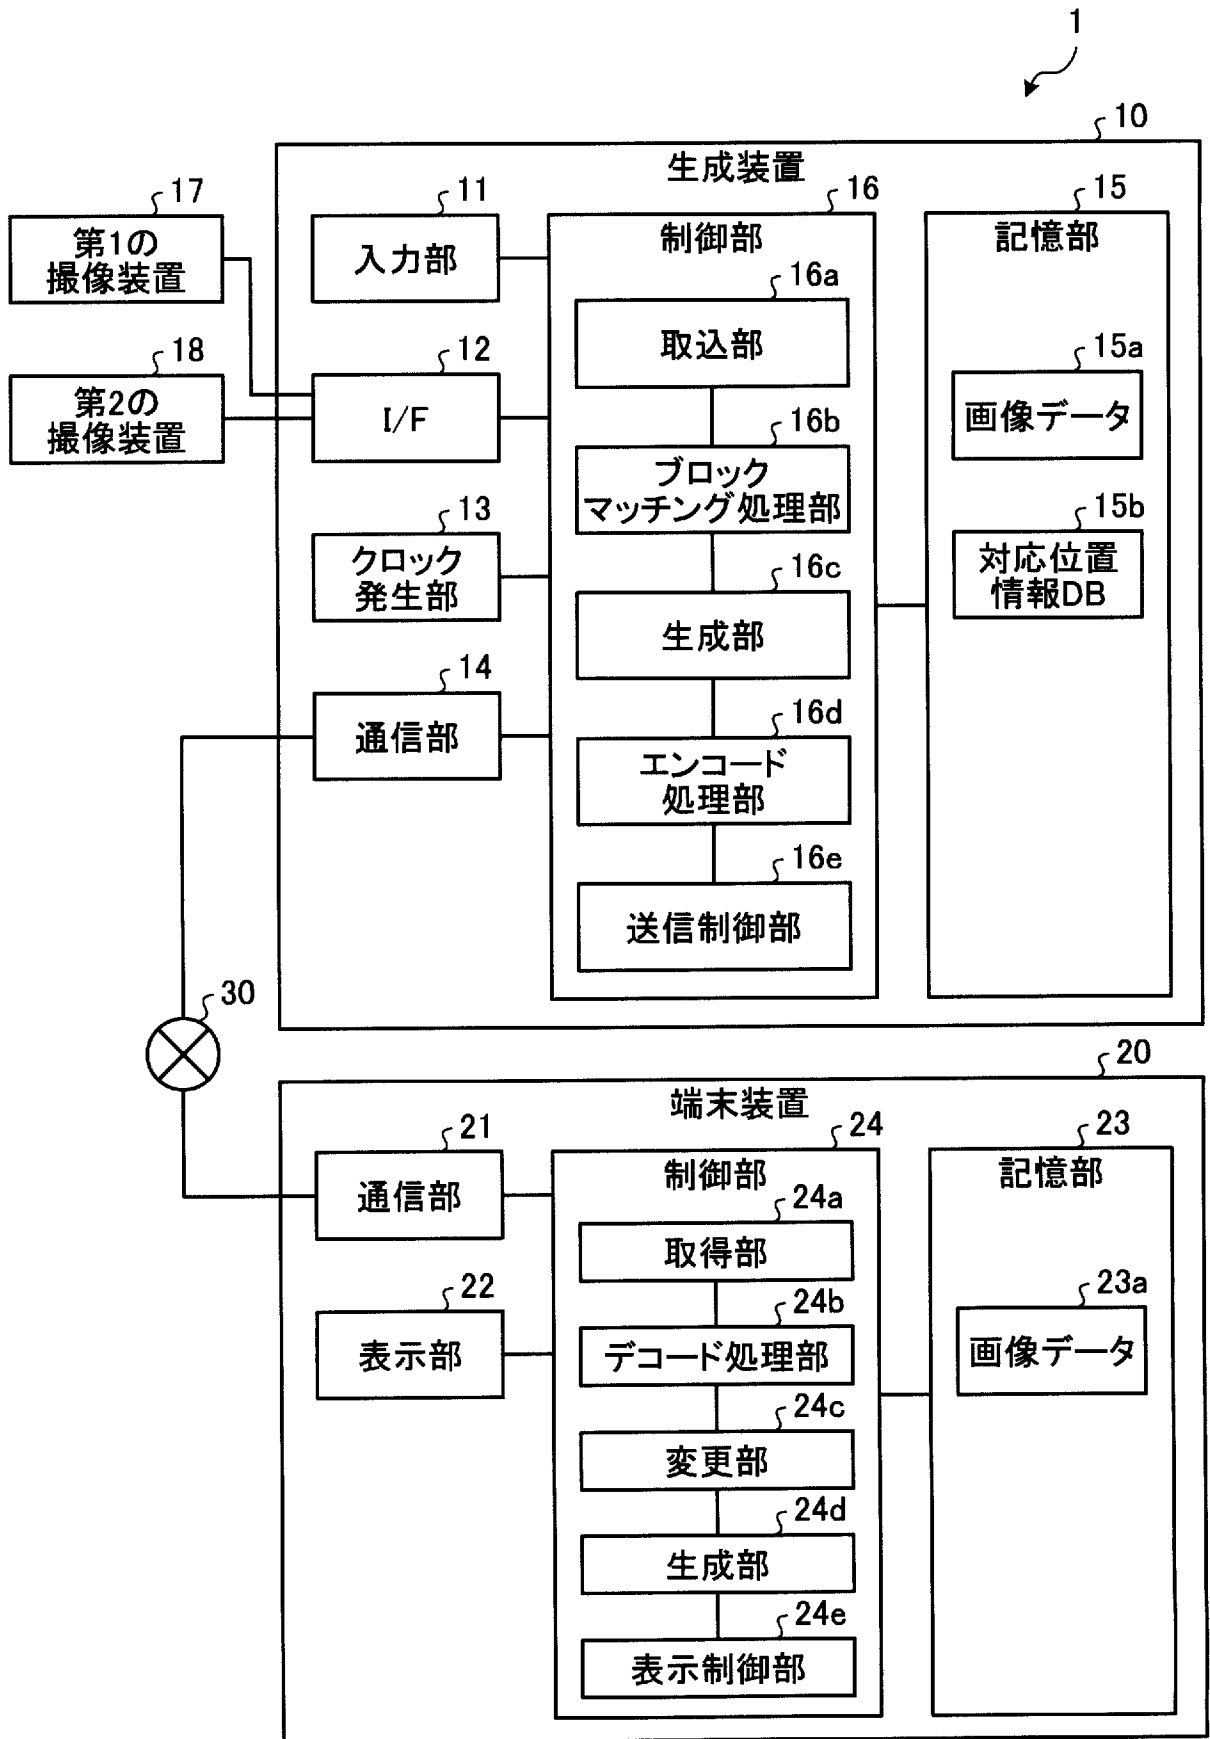 1
10
生成装置
17
第1の
撮像装置
18
第2の
撮像装置
11
入力部
12
I/F
13
クロック
発生部
14
通信部
16
制御部
16a
取込部
16b
ブロック
マッチング処理部
16c
生成部
16d
エンコード
処理部
16e
送信制御部
15
記憶部
15a
画像データ
15b
対応位置
情報DB
30
20
端末装置
21
通信部
22
表示部
24
制御部
24a
取得部
24b
デコード処理部
24c
変更部
24d
生成部
24e
表示制御部
23
記憶部
23a
画像データ